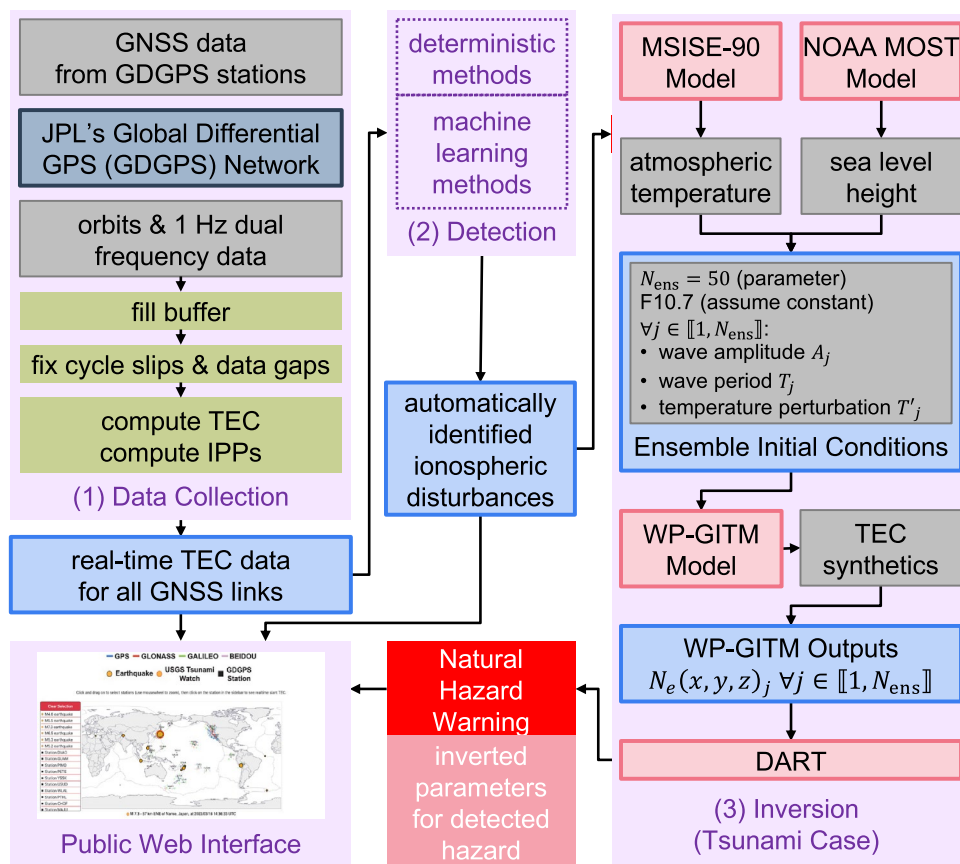 GNSS data
from GDGPS stations
JPL's Global Differential
GPS (GDGPS) Network
orbits & 1 Hz dual
frequency data
fill buffer
fix cycle slips & data gaps
compute TEC
compute IPPs
(1) Data Collection
real-time TEC data
for all GNSS links
deterministic
methods
machine
learning
methods
(2) Detection
automatically
identified
ionospheric
disturbances
MSISE-90
Model
NOAA MOST
Model
atmospheric
temperature
sea level
height
N_ens = 50 (parameter)
F10.7 (assume constant)
∀j ∈ ⟦1, N_ens⟧:
• wave amplitude A_j
• wave period T_j
• temperature perturbation T'_j
Ensemble Initial Conditions
WP-GITM
Model
TEC
synthetics
WP-GITM Outputs
N_e(x, y, z)_j ∀j ∈ ⟦1, N_ens⟧
DART
(3) Inversion
(Tsunami Case)
Natural
Hazard
Warning
inverted
parameters
for detected
hazard
GPS GLONASS GALILEO BEIDOU
Earthquake
USGS Tsunami
Watch
GDGPS
Station
Public Web Interface